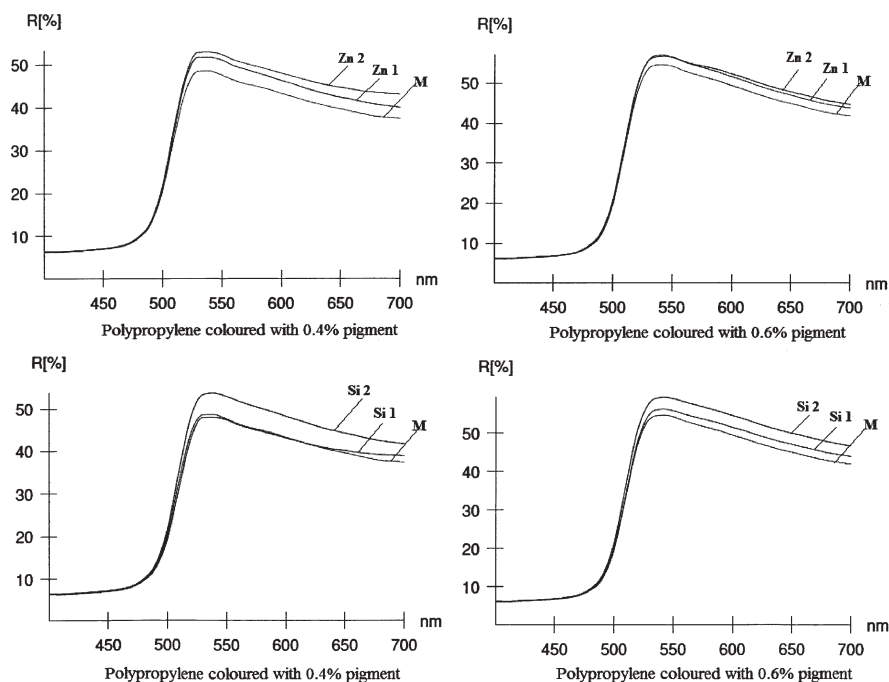 R[%]
50
40
30
20
10
Zn 2
Zn 1
M
450 500 550 600 650 700 nm
Polypropylene coloured with 0.4% pigment
R[%]
50
40
30
20
10
Zn 2
Zn 1
M
450 500 550 600 650 700 nm
Polypropylene coloured with 0.6% pigment
R[%]
50
40
30
20
10
Si 2
Si 1
M
450 500 550 600 650 700 nm
Polypropylene coloured with 0.4% pigment
R[%]
50
40
30
20
10
Si 2
Si 1
M
450 500 550 600 650 700 nm
Polypropylene coloured with 0.6% pigment